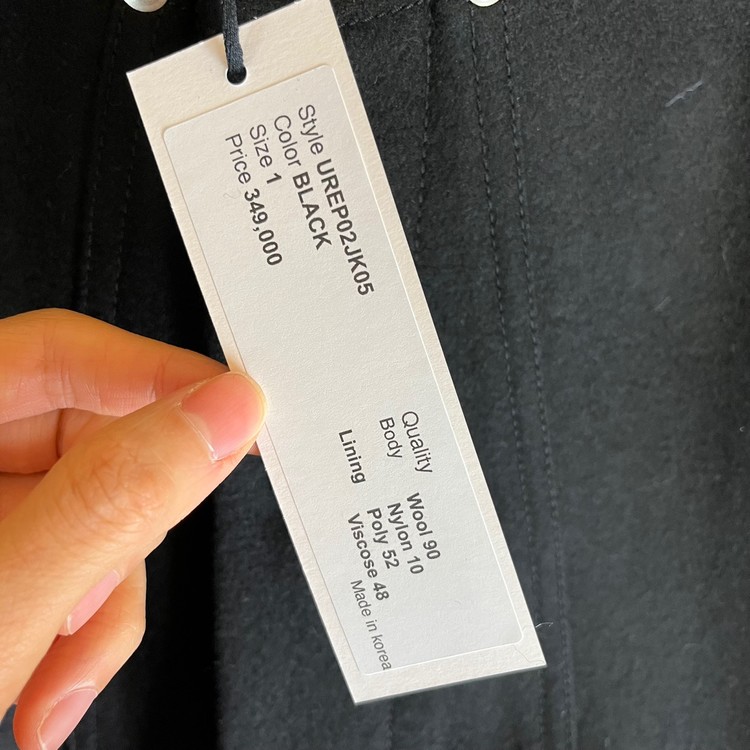 Style UREP02JK05
Color BLACK
Size 1
Price 349,000
Quality
Body Wool 90
Nylon 10
Lining Poly 52
Viscose 48
Made in korea